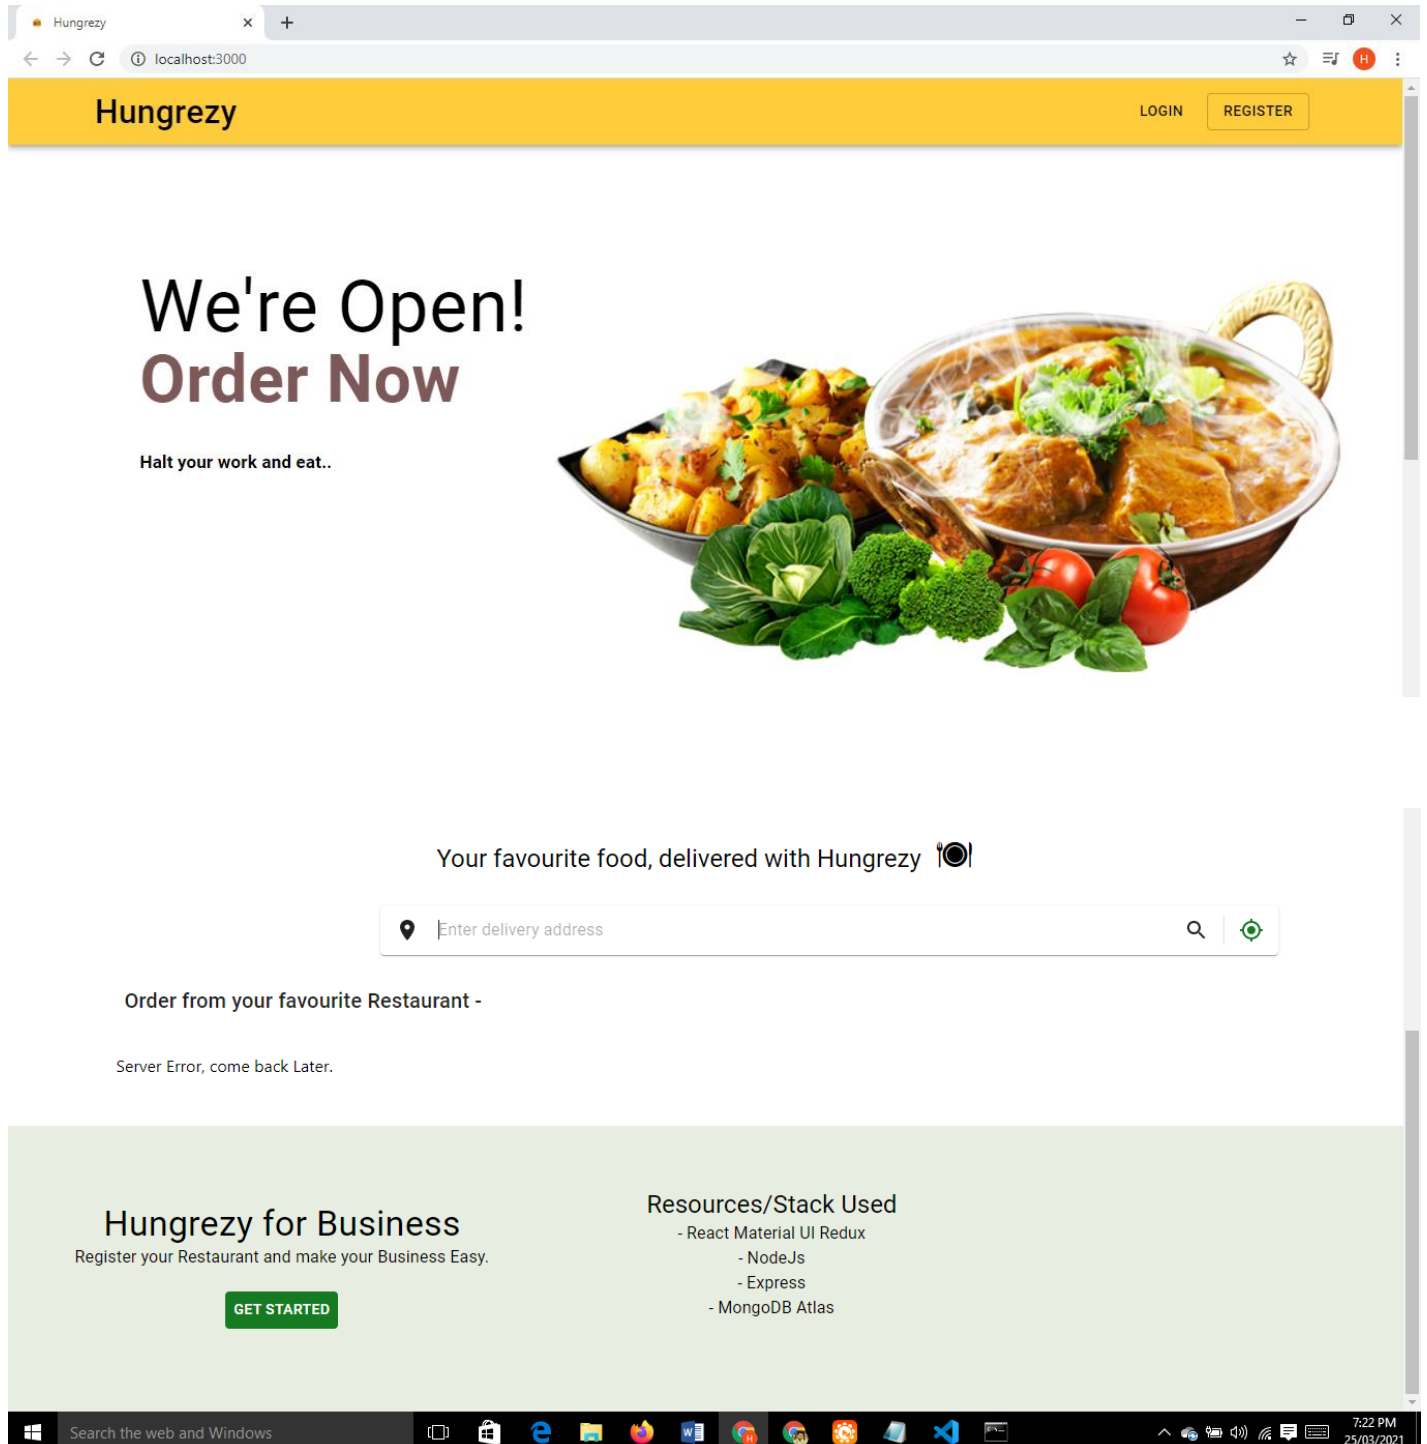 Hungrezy
localhost:3000
H
Hungrezy
LOGIN
REGISTER
We're Open!
Order Now
Halt your work and eat..
Your favourite food, delivered with Hungrezy
Enter delivery address
Order from your favourite Restaurant -
Server Error, come back Later.
Hungrezy for Business
Register your Restaurant and make your Business Easy.
GET STARTED
Resources/Stack Used
- React Material UI Redux
- NodeJs
- Express
- MongoDB Atlas
Search the web and Windows
7:22 PM
25/03/2021